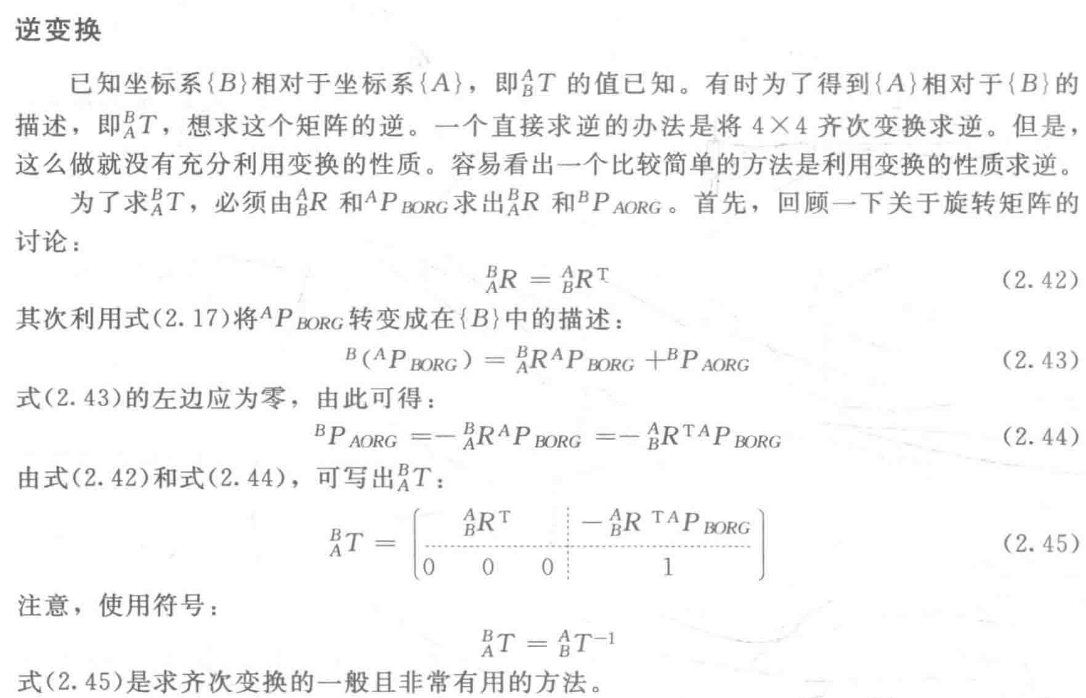 逆变换
已知坐标系{B}相对于坐标系{A}，即${}^A_BT$ 的值已知。有时为了得到{A}相对于{B}的
描述，即${}^B_AT$，想求这个矩阵的逆。一个直接求逆的办法是将 4×4 齐次变换求逆。但是，
这么做就没有充分利用变换的性质。容易看出一个比较简单的方法是利用变换的性质求逆。
为了求${}^B_AT$，必须由${}^A_BR$ 和${}^AP_{BORG}$求出${}^B_AR$ 和${}^BP_{AORG}$。首先，回顾一下关于旋转矩阵的
讨论：
${}^B_AR = {}^A_BR^{\mathrm{T}}$ (2.42)
其次利用式(2.17)将${}^AP_{BORG}$转变成在{B}中的描述：
${}^B({}^AP_{BORG}) = {}^B_AR{}^AP_{BORG} + {}^BP_{AORG}$ (2.43)
式(2.43)的左边应为零，由此可得：
${}^BP_{AORG} = -{}^B_AR{}^AP_{BORG} = -{}^A_BR^{\mathrm{T}}{}^AP_{BORG}$ (2.44)
由式(2.42)和式(2.44)，可写出${}^B_AT$：
${}^B_AT = \left[\begin{array}{ccc:c} & {}^A_BR^{\mathrm{T}} & & -{}^A_BR^{\mathrm{T}}{}^AP_{BORG} \\ \hdashline 0 & 0 & 0 & 1 \end{array}\right]$ (2.45)
注意，使用符号：
${}^B_AT = {}^A_BT^{-1}$
式(2.45)是求齐次变换的一般且非常有用的方法。